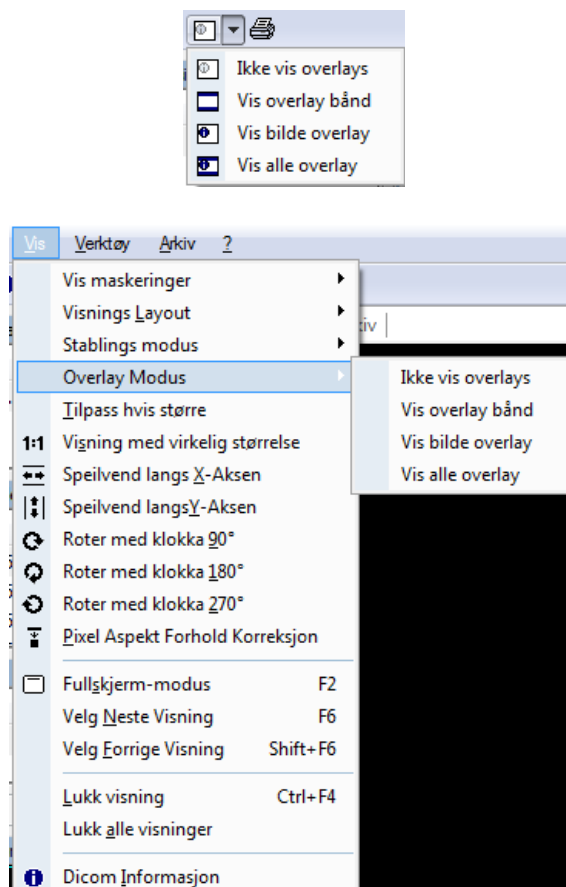 Ikke vis overlays
Vis overlay bånd
Vis bilde overlay
Vis alle overlay
Vis Verktøy Arkiv ?
Vis maskeringer
Visnings Layout
Stablings modus
Overlay Modus
Ikke vis overlays
Vis overlay bånd
Vis bilde overlay
Vis alle overlay
Tilpass hvis større
1:1 Visning med virkelig størrelse
Speilvend langs X-Aksen
Speilvend langsY-Aksen
Roter med klokka 90°
Roter med klokka 180°
Roter med klokka 270°
Pixel Aspekt Forhold Korreksjon
Fullskjerm-modus F2
Velg Neste Visning F6
Velg Forrige Visning Shift+F6
Lukk visning Ctrl+F4
Lukk alle visninger
Dicom Informasjon